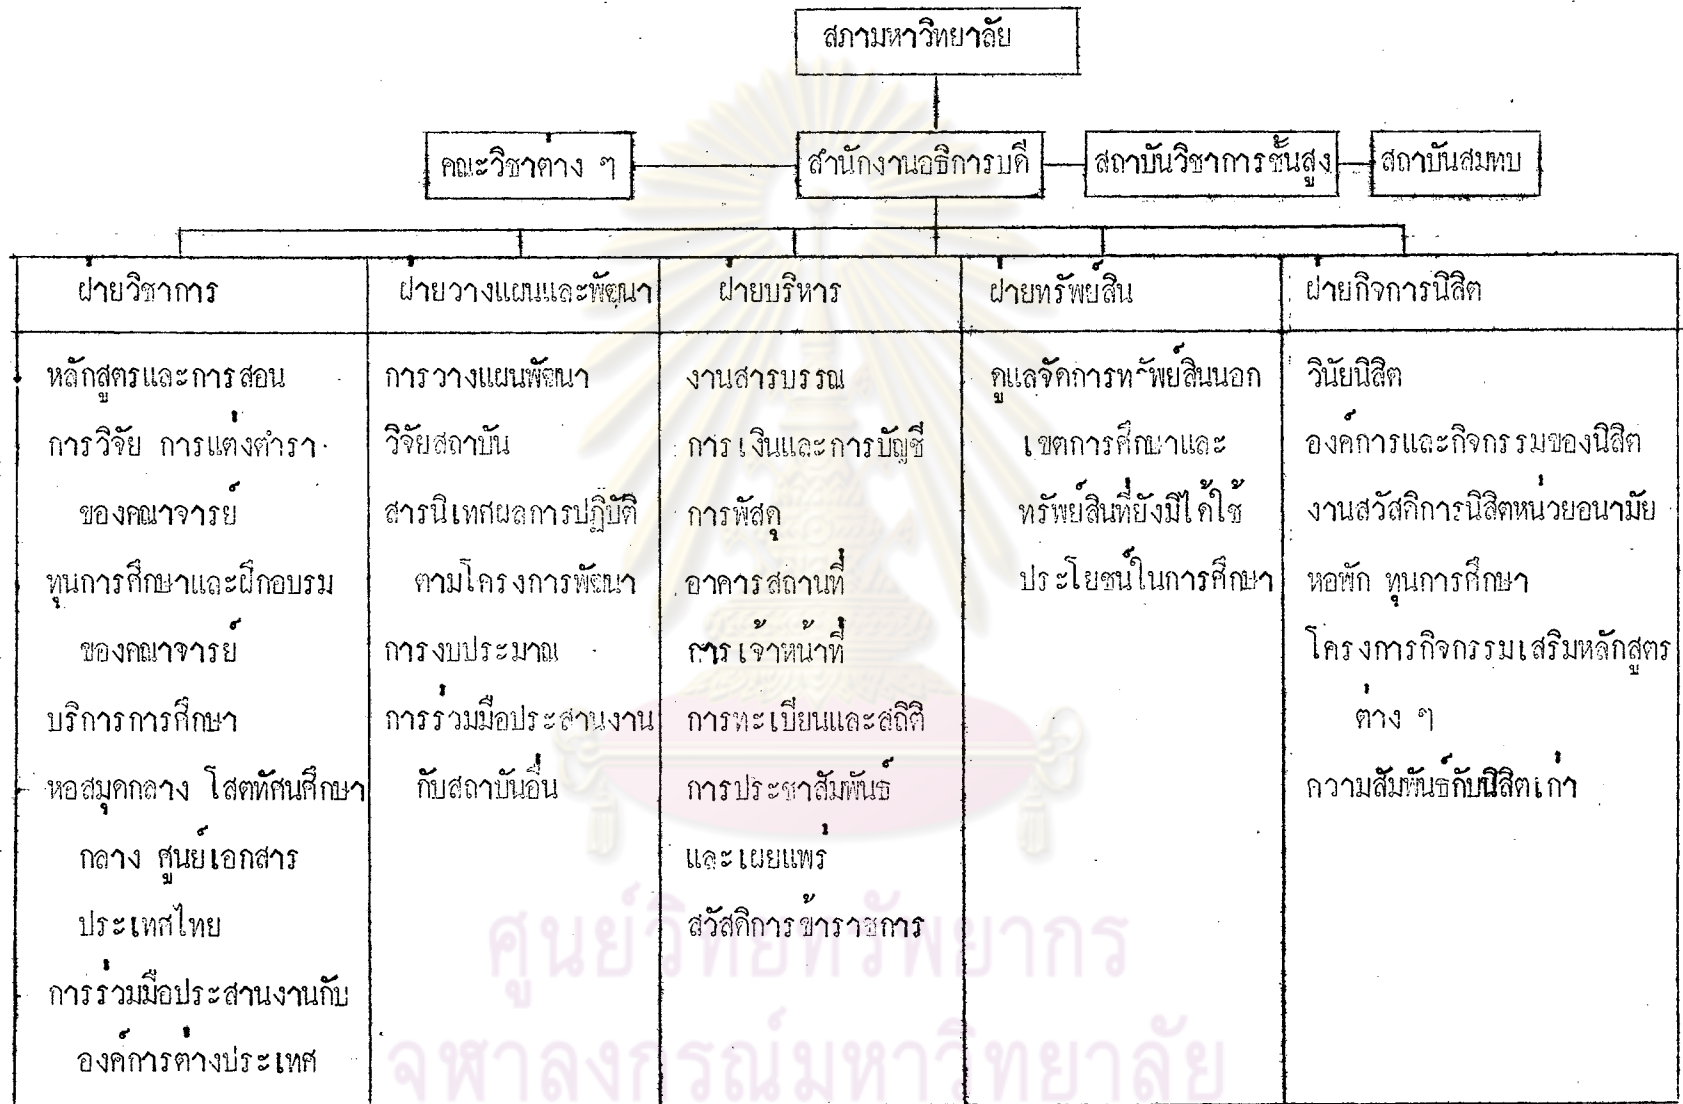 สภามหาวิทยาลัย
คณะวิชาต่าง ๆ
สำนักงานอธิการบดี
สถาบันวิชาการชั้นสูง
สถาบันสมทบ
ฝ่ายวิชาการ
หลักสูตรและการสอน
การวิจัย การแต่งตำรา
ของคณาจารย์
ทุนการศึกษาและฝึกอบรม
ของคณาจารย์
บริการการศึกษา
หอสมุดกลาง โสตทัศนศึกษา
กลาง ศูนย์เอกสาร
ประเทศไทย
การร่วมมือประสานงานกับ
องค์การต่างประเทศ
ฝ่ายวางแผนและพัฒนา
การวางแผนพัฒนา
วิจัยสถาบัน
สารนิเทศผลการปฏิบัติ
ตามโครงการพัฒนา
การงบประมาณ
การร่วมมือประสานงาน
กับสถาบันอื่น
ฝ่ายบริหาร
งานสารบรรณ
การเงินและการบัญชี
การพัสดุ
อาคารสถานที่
การเจ้าหน้าที่
การทะเบียนและสถิติ
การประชาสัมพันธ์
และเผยแพร่
สวัสดิการข้าราชการ
ฝ่ายทรัพย์สิน
ดูแลจัดการทรัพย์สินนอก
เขตการศึกษาและ
ทรัพย์สินที่ยังมิได้ใช้
ประโยชน์ในการศึกษา
ฝ่ายกิจการนิสิต
วินัยนิสิต
องค์การและกิจกรรมของนิสิต
งานสวัสดิการนิสิตหน่วยอนามัย
หอพัก ทุนการศึกษา
โครงการกิจกรรมเสริมหลักสูตร
ต่าง ๆ
ความสัมพันธ์กับนิสิตเก่า
ศูนย์วิทยทรัพยากร
จุฬาลงกรณ์มหาวิทยาลัย